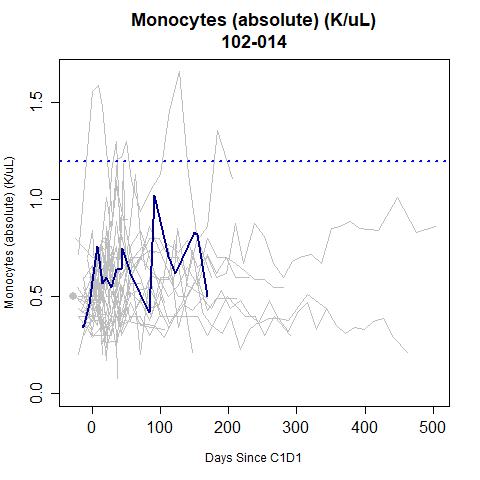 Monocytes (absolute) (K/uL)
102-014
Monocytes (absolute) (K/uL)
1.5
1.0
0.5
0.0
0 100 200 300 400 500
Days Since C1D1